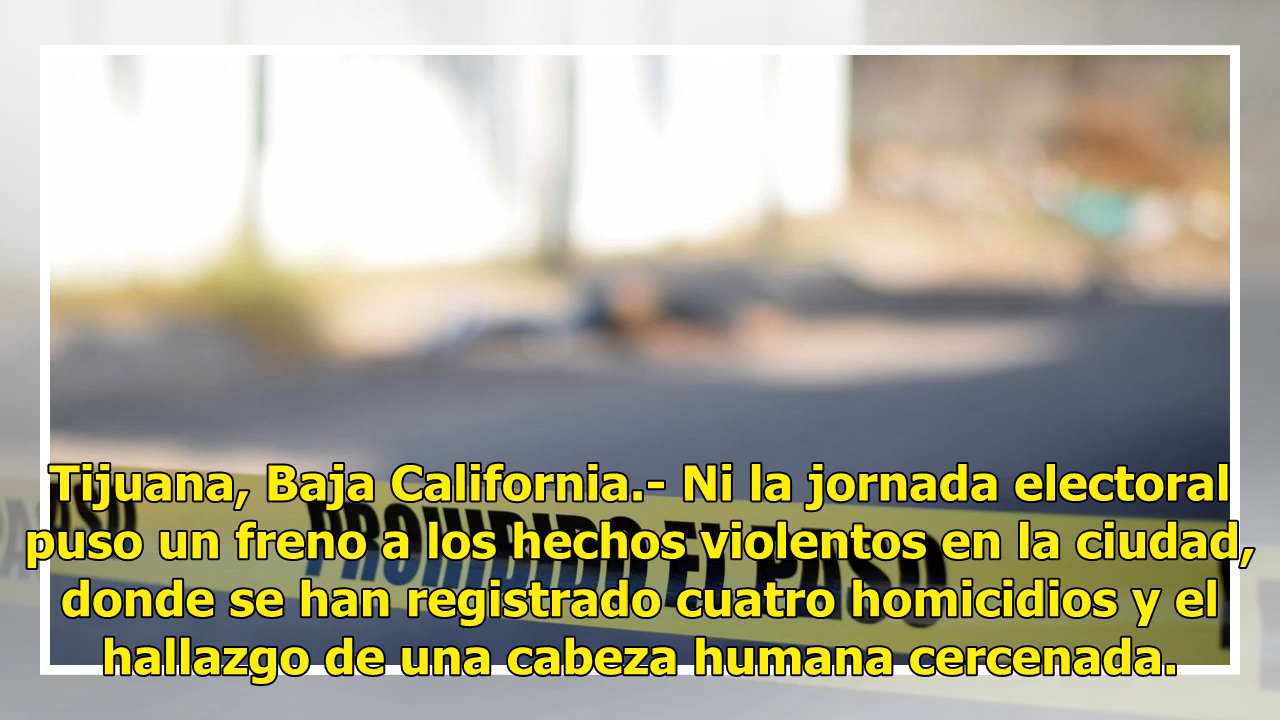 Tijuana, Baja California.- Ni la jornada electoral
puso un freno a los hechos violentos en la ciudad,
donde se han registrado cuatro homicidios y el
hallazgo de una cabeza humana cercenada.
PROHIBIDO EL PASO